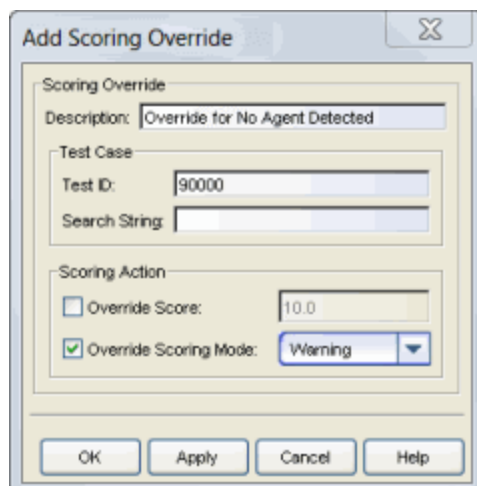 Add Scoring Override
Scoring Override
Description: Override for No Agent Detected
Test Case
Test ID: 90000
Search String:
Scoring Action
Override Score: 10.0
Override Scoring Mode: Warning
OK Apply Cancel Help